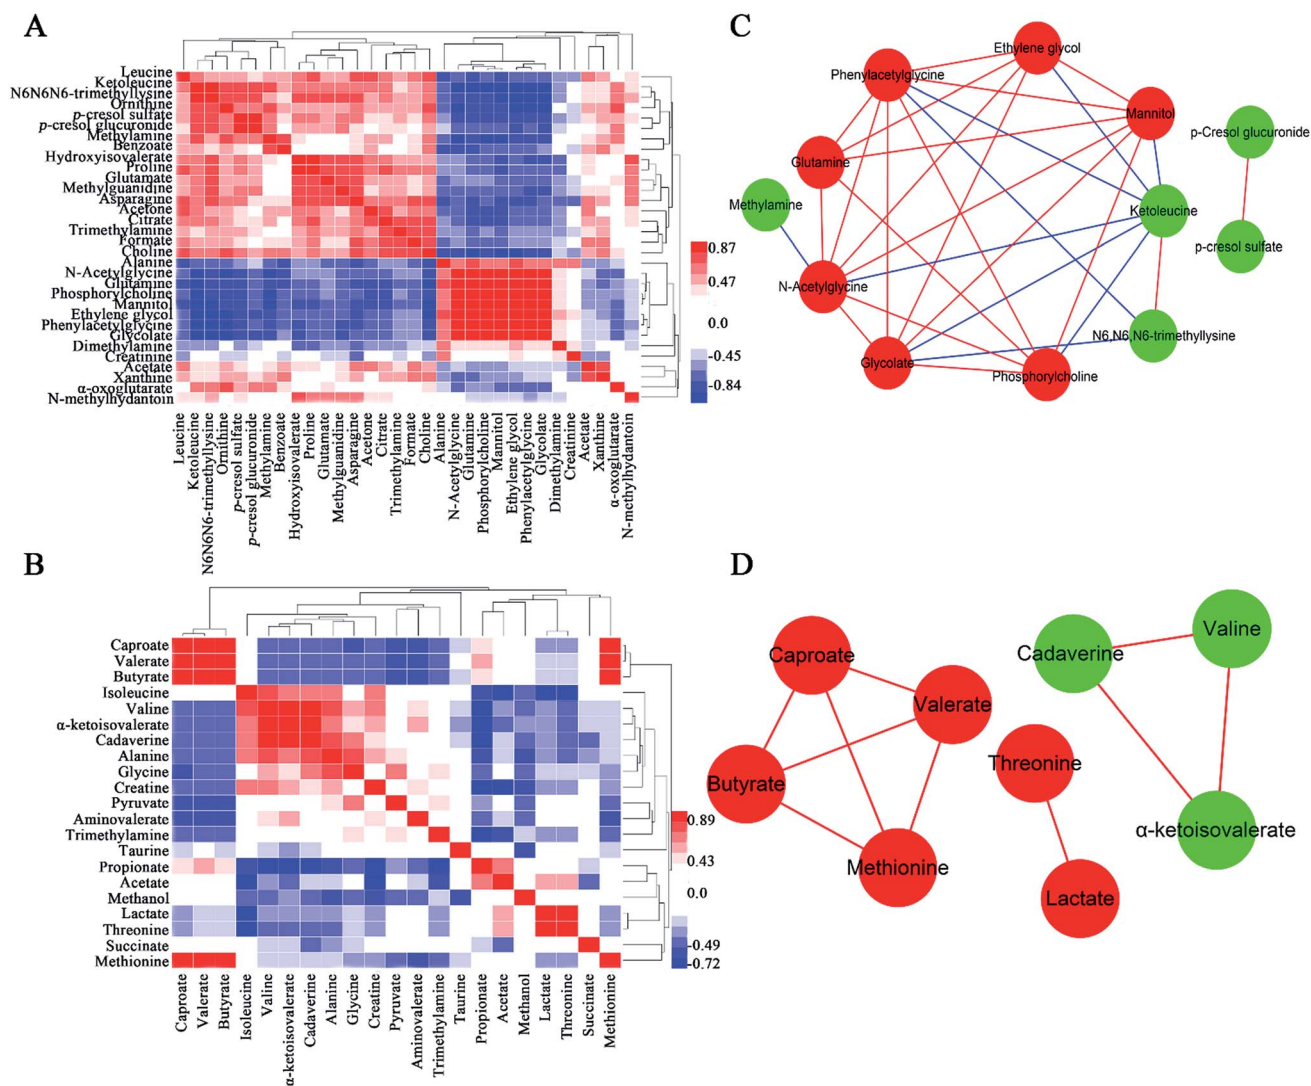 A
Leucine
Ketoleucine
N6N6N6-trimethyllysine
Ornithine
p-cresol sulfate
p-cresol glucuronide
Methylamine
Benzoate
Hydroxyisovalerate
Proline
Glutamate
Methylguanidine
Asparagine
Acetone
Citrate
Trimethylamine
Formate
Choline
Alanine
N-Acetylglycine
Glutamine
Phosphorylcholine
Mannitol
Ethylene glycol
Phenylacetylglycine
Glycolate
Dimethylamine
Creatinine
Acetate
Xanthine
α-oxoglutarate
N-methylhydantoin
0.87
0.47
0.0
-0.45
-0.84
Leucine
Ketoleucine
N6N6N6-trimethyllysine
Ornithine
p-cresol sulfate
p-cresol glucuronide
Methylamine
Benzoate
Hydroxyisovalerate
Proline
Glutamate
Methylguanidine
Asparagine
Acetone
Citrate
Trimethylamine
Formate
Choline
Alanine
N-Acetylglycine
Glutamine
Phosphorylcholine
Mannitol
Ethylene glycol
Phenylacetylglycine
Glycolate
Dimethylamine
Creatinine
Acetate
Xanthine
α-oxoglutarate
N-methylhydantoin
C
Ethylene glycol
Phenylacetylglycine
Mannitol
p-Cresol glucuronide
Glutamine
Methylamine
Ketoleucine
p-cresol sulfate
N-Acetylglycine
N6,N6,N6-trimethyllysine
Glycolate
Phosphorylcholine
B
Caproate
Valerate
Butyrate
Isoleucine
Valine
α-ketoisovalerate
Cadaverine
Alanine
Glycine
Creatine
Pyruvate
Aminovalerate
Trimethylamine
Taurine
Propionate
Acetate
Methanol
Lactate
Threonine
Succinate
Methionine
0.89
0.43
0.0
-0.49
-0.72
Caproate
Valerate
Butyrate
Isoleucine
Valine
α-ketoisovalerate
Cadaverine
Alanine
Glycine
Creatine
Pyruvate
Aminovalerate
Trimethylamine
Taurine
Propionate
Acetate
Methanol
Lactate
Threonine
Succinate
Methionine
D
Caproate
Cadaverine
Valine
Valerate
Threonine
Butyrate
α-ketoisovalerate
Methionine
Lactate